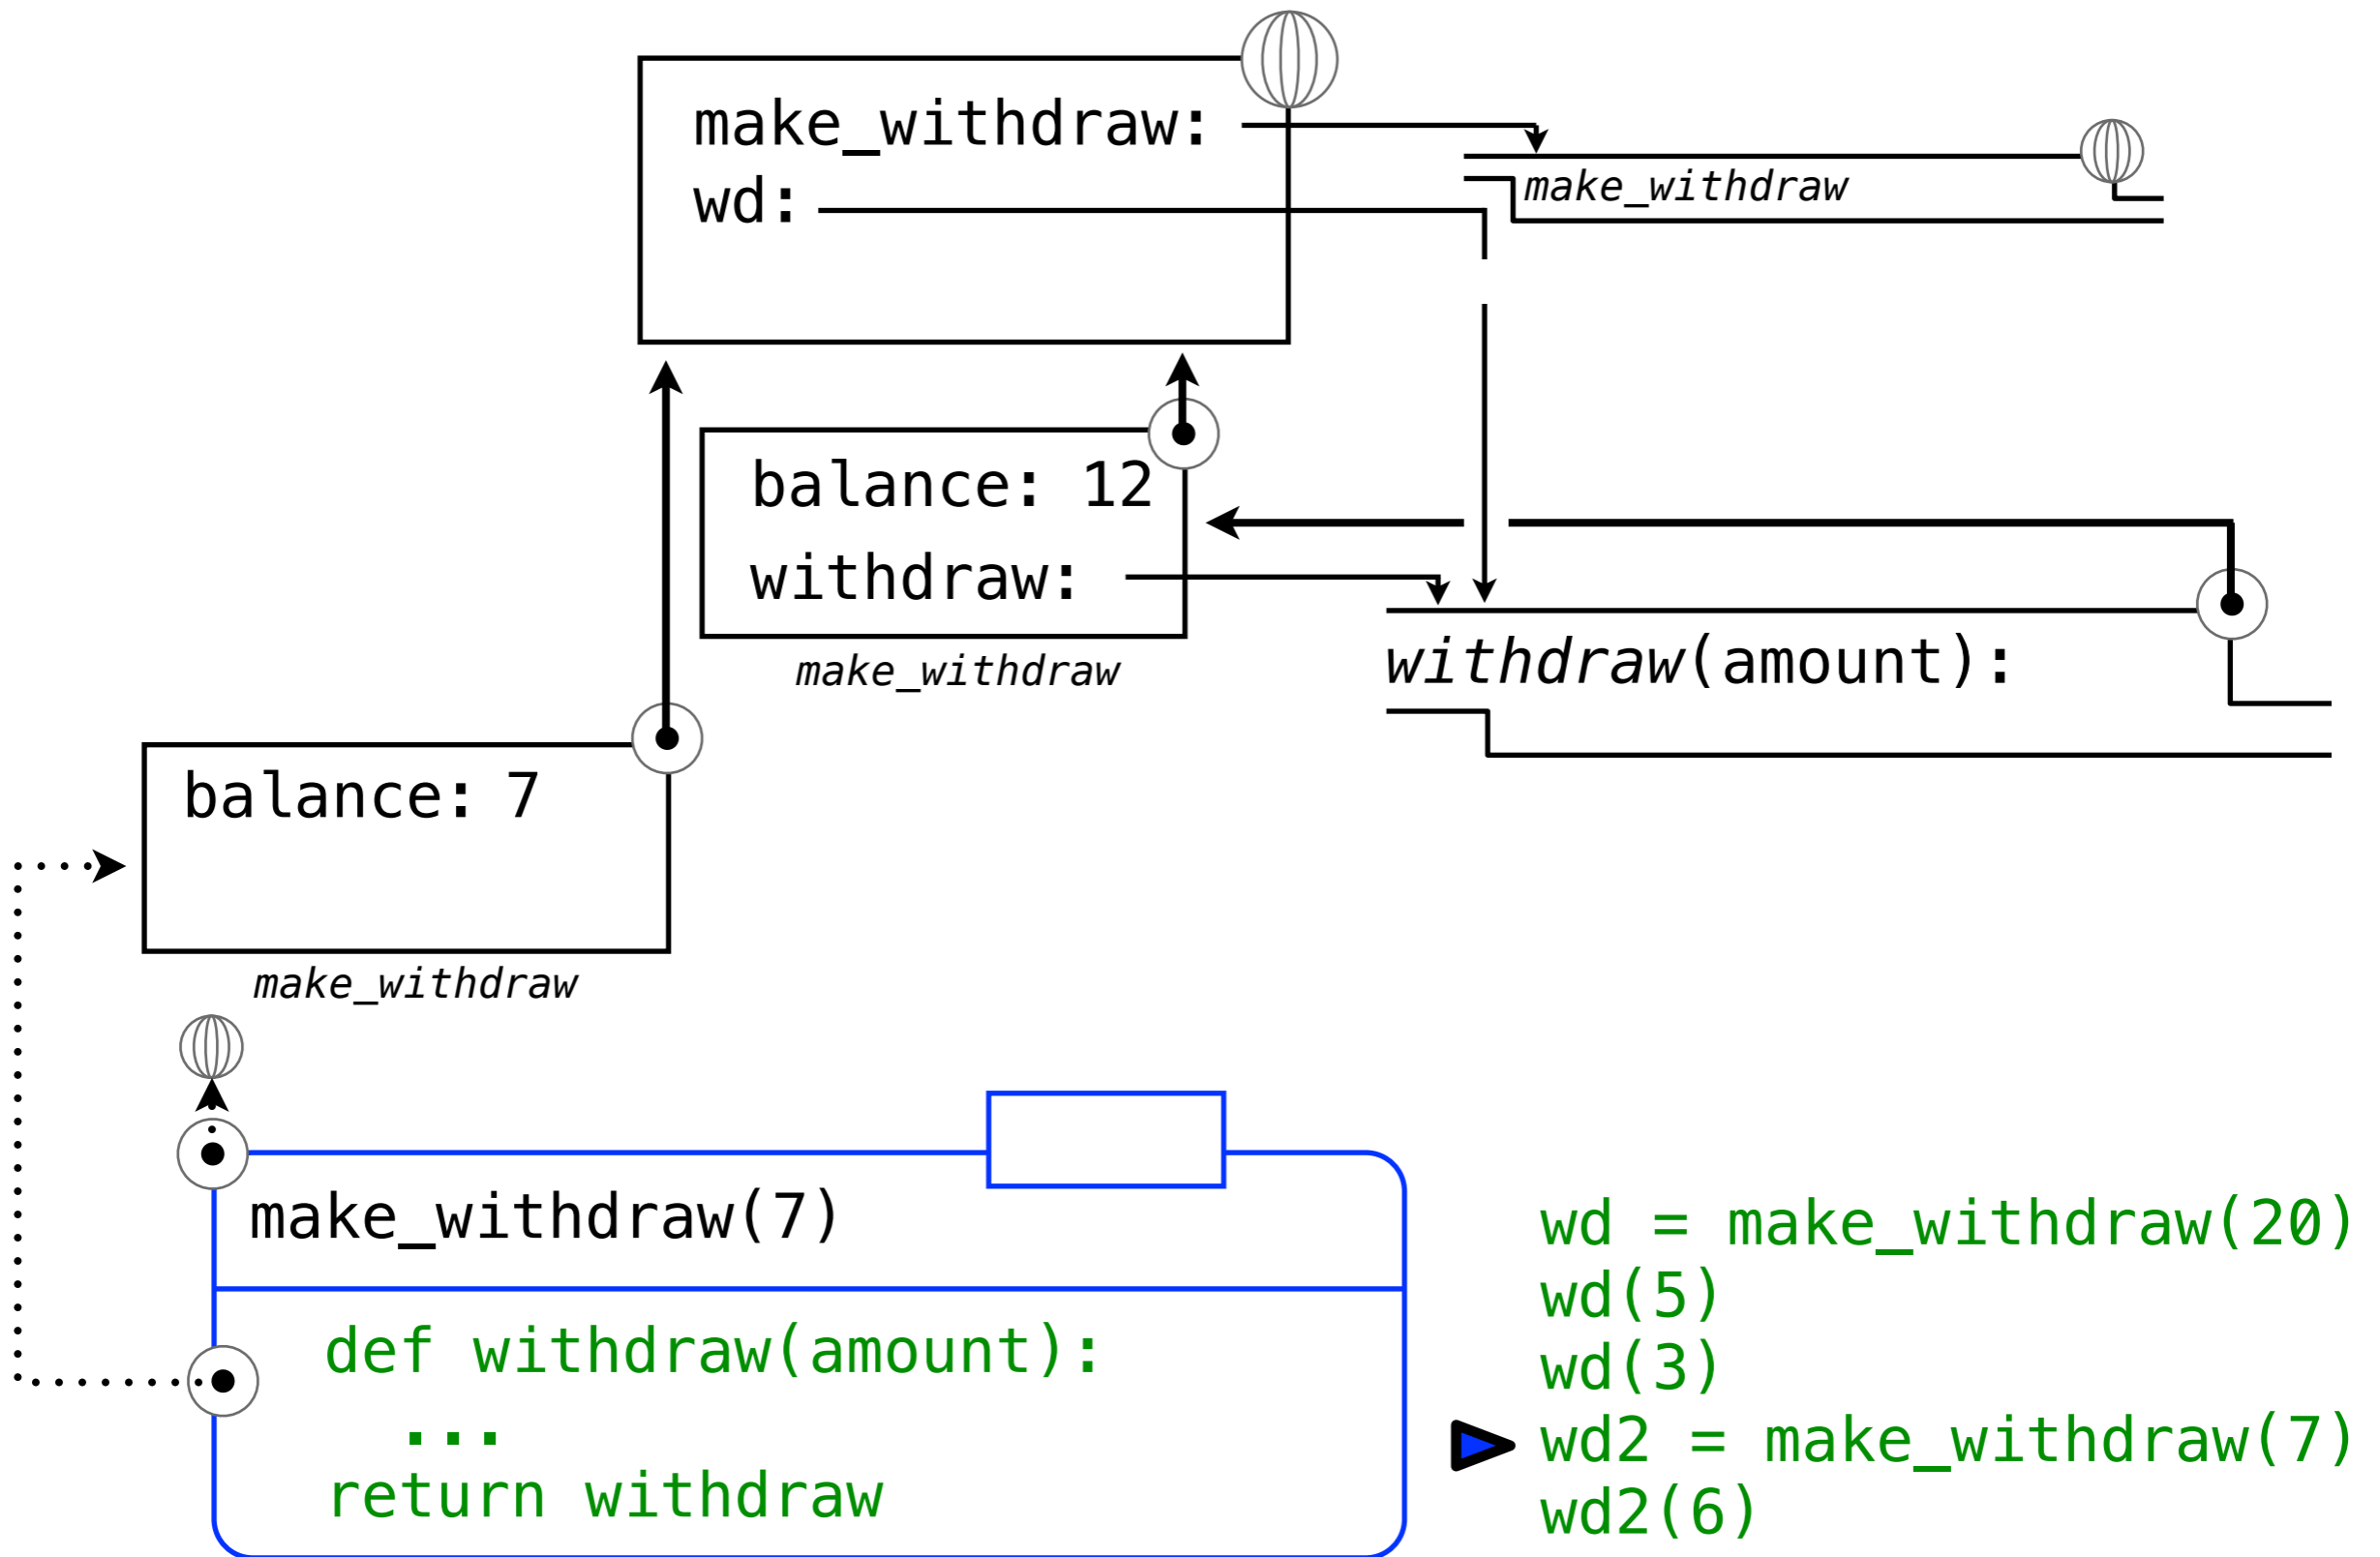 make_withdraw:
wd:
make_withdraw
balance: 12
withdraw:
make_withdraw
withdraw(amount):
balance: 7
make_withdraw
make_withdraw(7)
def withdraw(amount):
...
return withdraw
wd = make_withdraw(20)
wd(5)
wd(3)
wd2 = make_withdraw(7)
wd2(6)